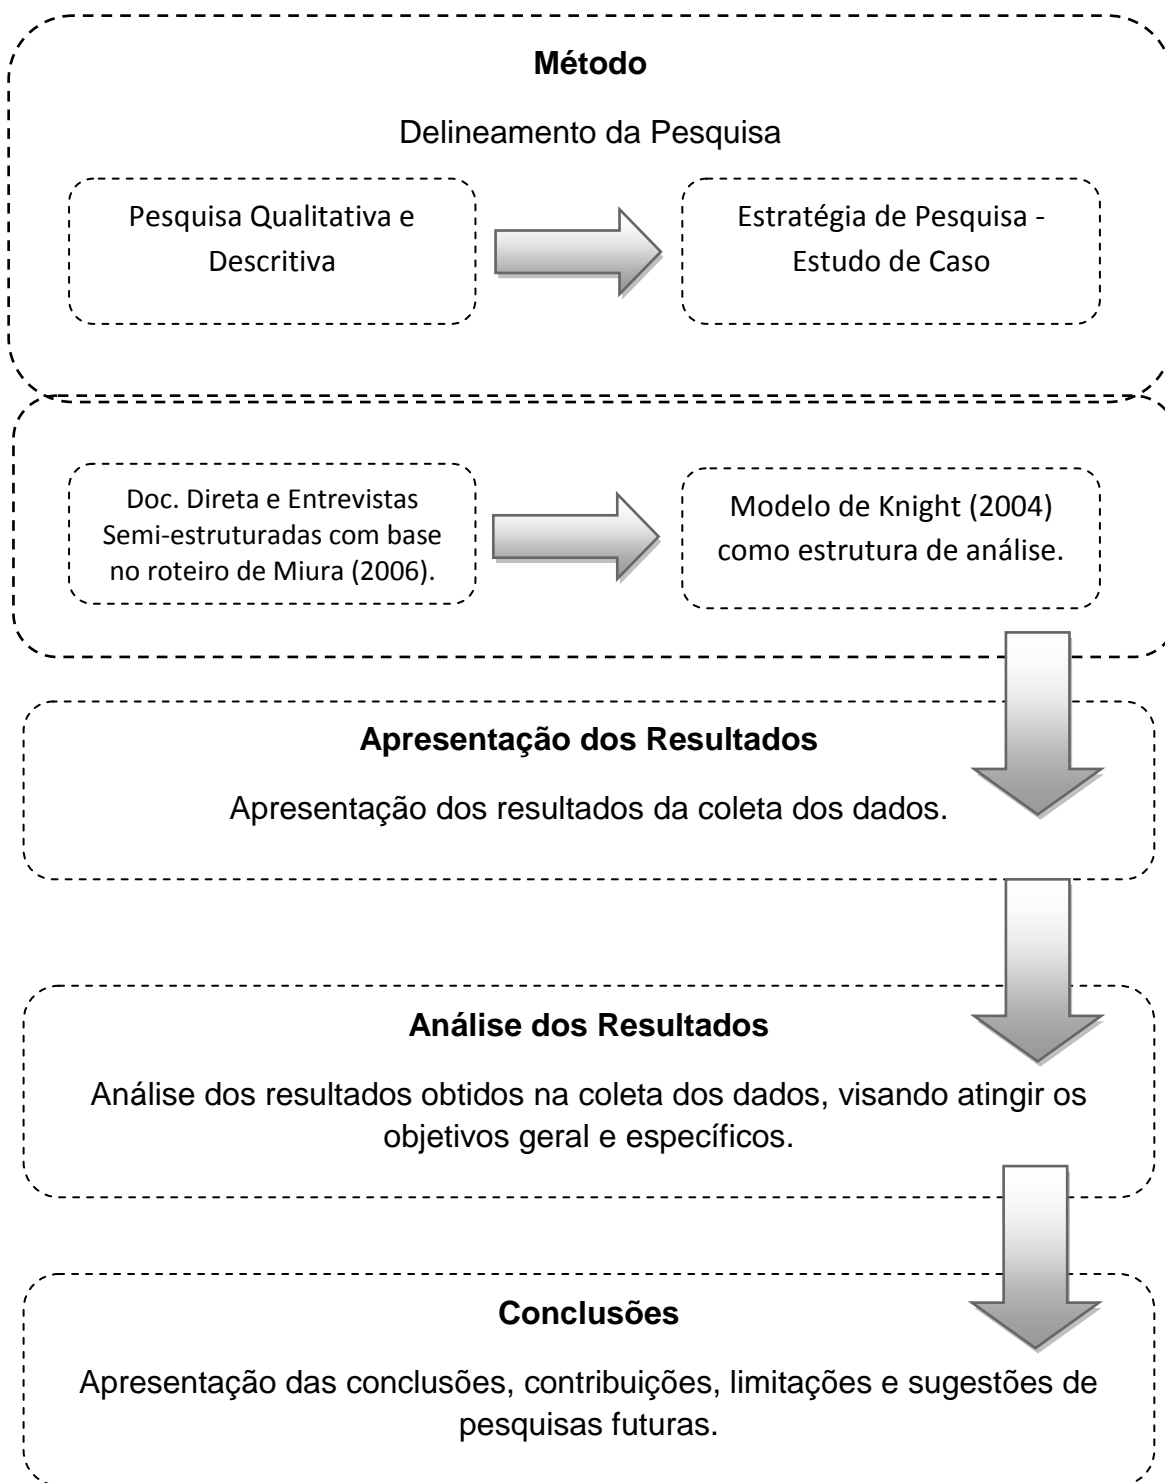 Método
Delineamento da Pesquisa
Pesquisa Qualitativa e
Descritiva
Estratégia de Pesquisa -
Estudo de Caso
Doc. Direta e Entrevistas
Semi-estruturadas com base
no roteiro de Miura (2006).
Modelo de Knight (2004)
como estrutura de análise.
Apresentação dos Resultados
Apresentação dos resultados da coleta dos dados.
Análise dos Resultados
Análise dos resultados obtidos na coleta dos dados, visando atingir os
objetivos geral e específicos.
Conclusões
Apresentação das conclusões, contribuições, limitações e sugestões de
pesquisas futuras.